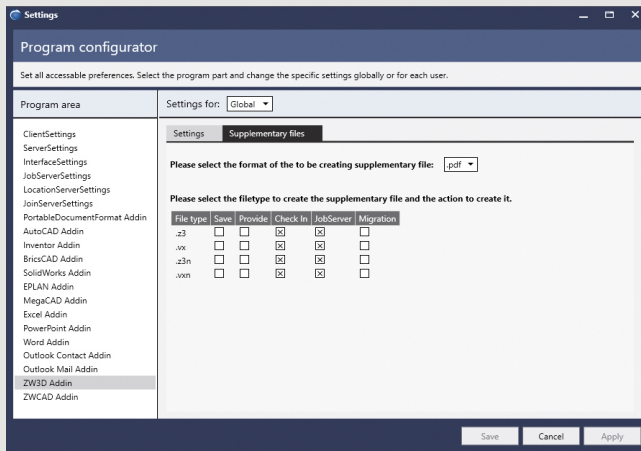 Settings
Program configurator
Set all accessable preferences. Select the program part and change the specific settings globally or for each user.
Program area
Settings for: Global
ClientSettings
ServerSettings
InterfaceSettings
JobServerSettings
LocationServerSettings
JoinServerSettings
PortableDocumentFormat Addin
AutoCAD Addin
Inventor Addin
BricsCAD Addin
SolidWorks Addin
EPLAN Addin
MegaCAD Addin
Excel Addin
PowerPoint Addin
Word Addin
Outlook Contact Addin
Outlook Mail Addin
ZW3D Addin
ZWCAD Addin
Settings Supplementary files
Please select the format of the to be creating supplementary file: .pdf
Please select the filetype to create the supplementary file and the action to create it.
File type Save Provide Check In JobServer Migration
.z3
.vx
.z3n
.vxn
Save Cancel Apply